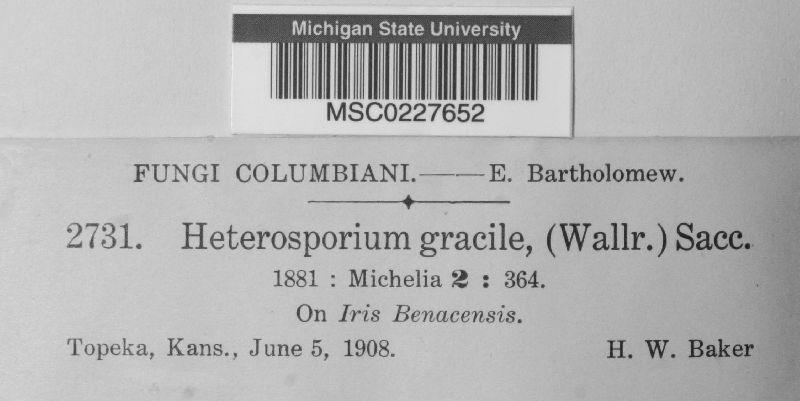 Michigan State University
MSC0227652
FUNGI COLUMBIANI.——E. Bartholomew.
2731. Heterosporium gracile, (Wallr.) Sacc.
1881 : Michelia 2 : 364.
On Iris Benacensis.
Topeka, Kans., June 5, 1908. H. W. Baker